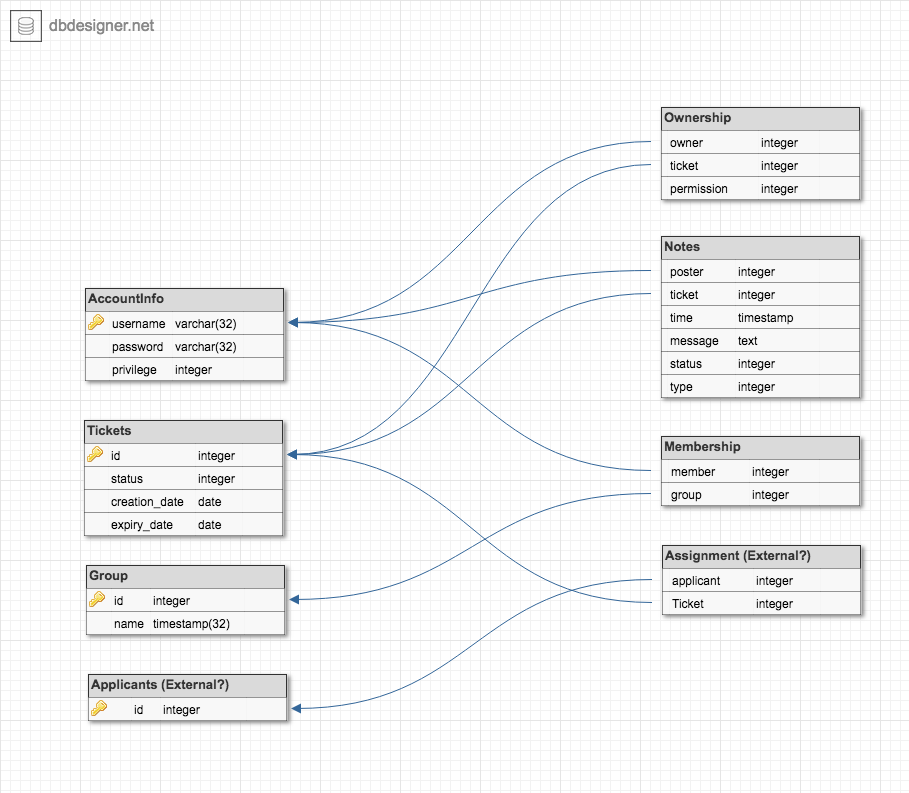 dbdesigner.net
AccountInfo
username varchar(32)
password varchar(32)
privilege integer
Tickets
id integer
status integer
creation_date date
expiry_date date
Group
id integer
name timestamp(32)
Applicants (External?)
id integer
Ownership
owner integer
ticket integer
permission integer
Notes
poster integer
ticket integer
time timestamp
message text
status integer
type integer
Membership
member integer
group integer
Assignment (External?)
applicant integer
Ticket integer